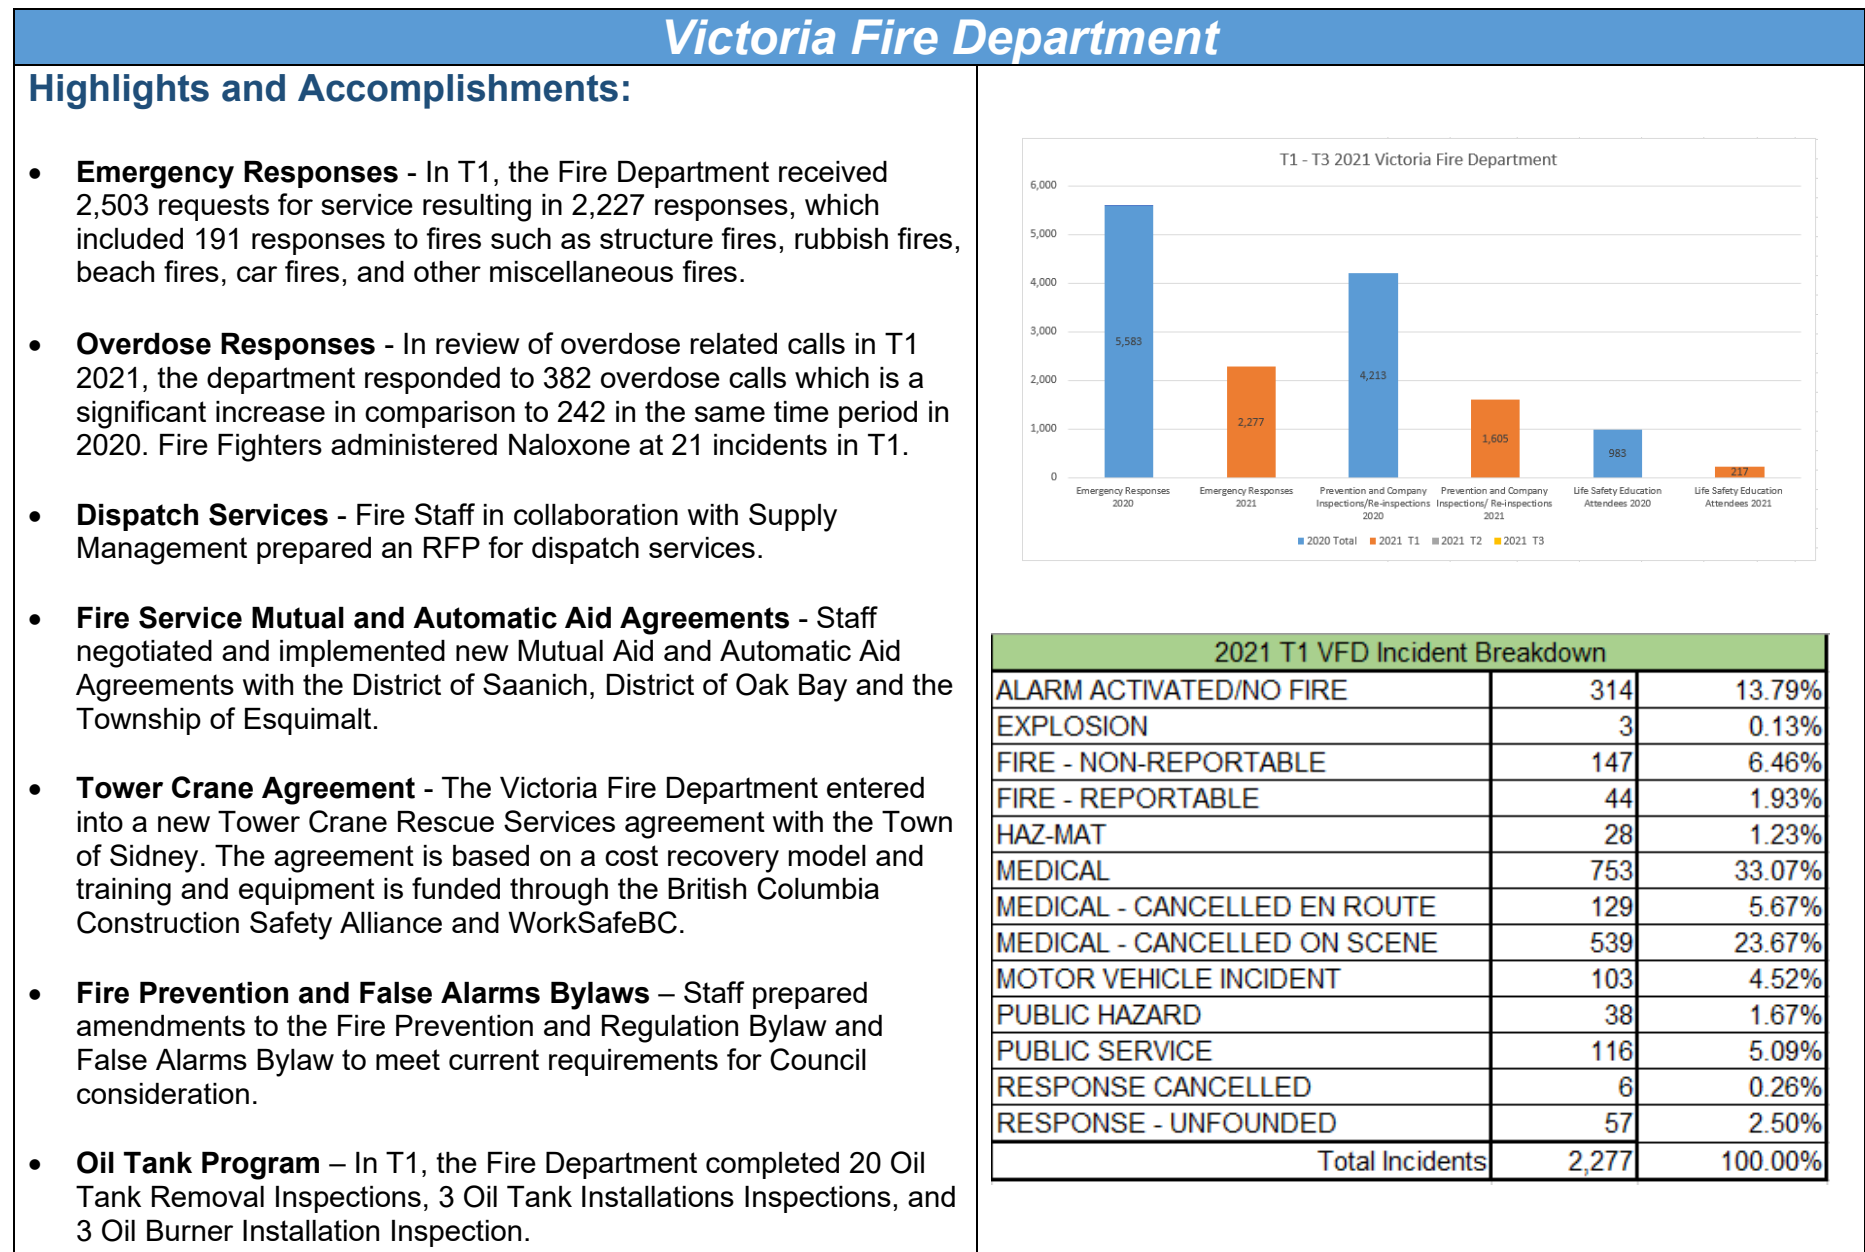 Victoria Fire Department
Highlights and Accomplishments:
• Emergency Responses - In T1, the Fire Department received
2,503 requests for service resulting in 2,227 responses, which
included 191 responses to fires such as structure fires, rubbish fires,
beach fires, car fires, and other miscellaneous fires.
• Overdose Responses - In review of overdose related calls in T1
2021, the department responded to 382 overdose calls which is a
significant increase in comparison to 242 in the same time period in
2020. Fire Fighters administered Naloxone at 21 incidents in T1.
• Dispatch Services - Fire Staff in collaboration with Supply
Management prepared an RFP for dispatch services.
• Fire Service Mutual and Automatic Aid Agreements - Staff
negotiated and implemented new Mutual Aid and Automatic Aid
Agreements with the District of Saanich, District of Oak Bay and the
Township of Esquimalt.
• Tower Crane Agreement - The Victoria Fire Department entered
into a new Tower Crane Rescue Services agreement with the Town
of Sidney. The agreement is based on a cost recovery model and
training and equipment is funded through the British Columbia
Construction Safety Alliance and WorkSafeBC.
• Fire Prevention and False Alarms Bylaws – Staff prepared
amendments to the Fire Prevention and Regulation Bylaw and
False Alarms Bylaw to meet current requirements for Council
consideration.
• Oil Tank Program – In T1, the Fire Department completed 20 Oil
Tank Removal Inspections, 3 Oil Tank Installations Inspections, and
3 Oil Burner Installation Inspection.
T1 - T3 2021 Victoria Fire Department
6,000
5,000
4,000
3,000
2,000
1,000
0
5,583
2,277
4,213
1,605
983
217
Emergency Responses
2020
Emergency Responses
2021
Prevention and Company
Inspections/Re-inspections
2020
Prevention and Company
Inspections/ Re-inspections
2021
Life Safety Education
Attendees 2020
Life Safety Education
Attendees 2021
2020 Total 2021 T1 2021 T2 2021 T3
2021 T1 VFD Incident Breakdown
ALARM ACTIVATED/NO FIRE 314 13.79%
EXPLOSION 3 0.13%
FIRE - NON-REPORTABLE 147 6.46%
FIRE - REPORTABLE 44 1.93%
HAZ-MAT 28 1.23%
MEDICAL 753 33.07%
MEDICAL - CANCELLED EN ROUTE 129 5.67%
MEDICAL - CANCELLED ON SCENE 539 23.67%
MOTOR VEHICLE INCIDENT 103 4.52%
PUBLIC HAZARD 38 1.67%
PUBLIC SERVICE 116 5.09%
RESPONSE CANCELLED 6 0.26%
RESPONSE - UNFOUNDED 57 2.50%
Total Incidents 2,277 100.00%